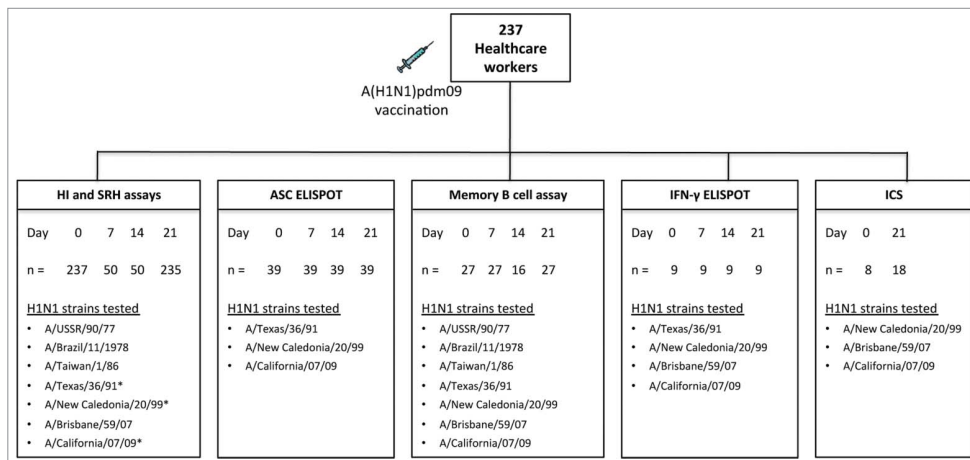 237
Healthcare
workers
A(H1N1)pdm09
vaccination
HI and SRH assays
Day 0 7 14 21
n = 237 50 50 235
H1N1 strains tested
• A/USSR/90/77
• A/Brazil/11/1978
• A/Taiwan/1/86
• A/Texas/36/91*
• A/New Caledonia/20/99*
• A/Brisbane/59/07
• A/California/07/09*
ASC ELISPOT
Day 0 7 14 21
n = 39 39 39 39
H1N1 strains tested
• A/Texas/36/91
• A/New Caledonia/20/99
• A/California/07/09
Memory B cell assay
Day 0 7 14 21
n = 27 27 16 27
H1N1 strains tested
• A/USSR/90/77
• A/Brazil/11/1978
• A/Taiwan/1/86
• A/Texas/36/91
• A/New Caledonia/20/99
• A/Brisbane/59/07
• A/California/07/09
IFN-γ ELISPOT
Day 0 7 14 21
n = 9 9 9 9
H1N1 strains tested
• A/Texas/36/91
• A/New Caledonia/20/99
• A/Brisbane/59/07
• A/California/07/09
ICS
Day 0 21
n = 8 18
H1N1 strains tested
• A/New Caledonia/20/99
• A/Brisbane/59/07
• A/California/07/09